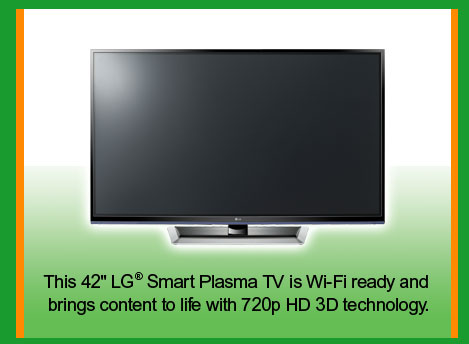 LG
This 42" LG® Smart Plasma TV is Wi-Fi ready and
brings content to life with 720p HD 3D technology.